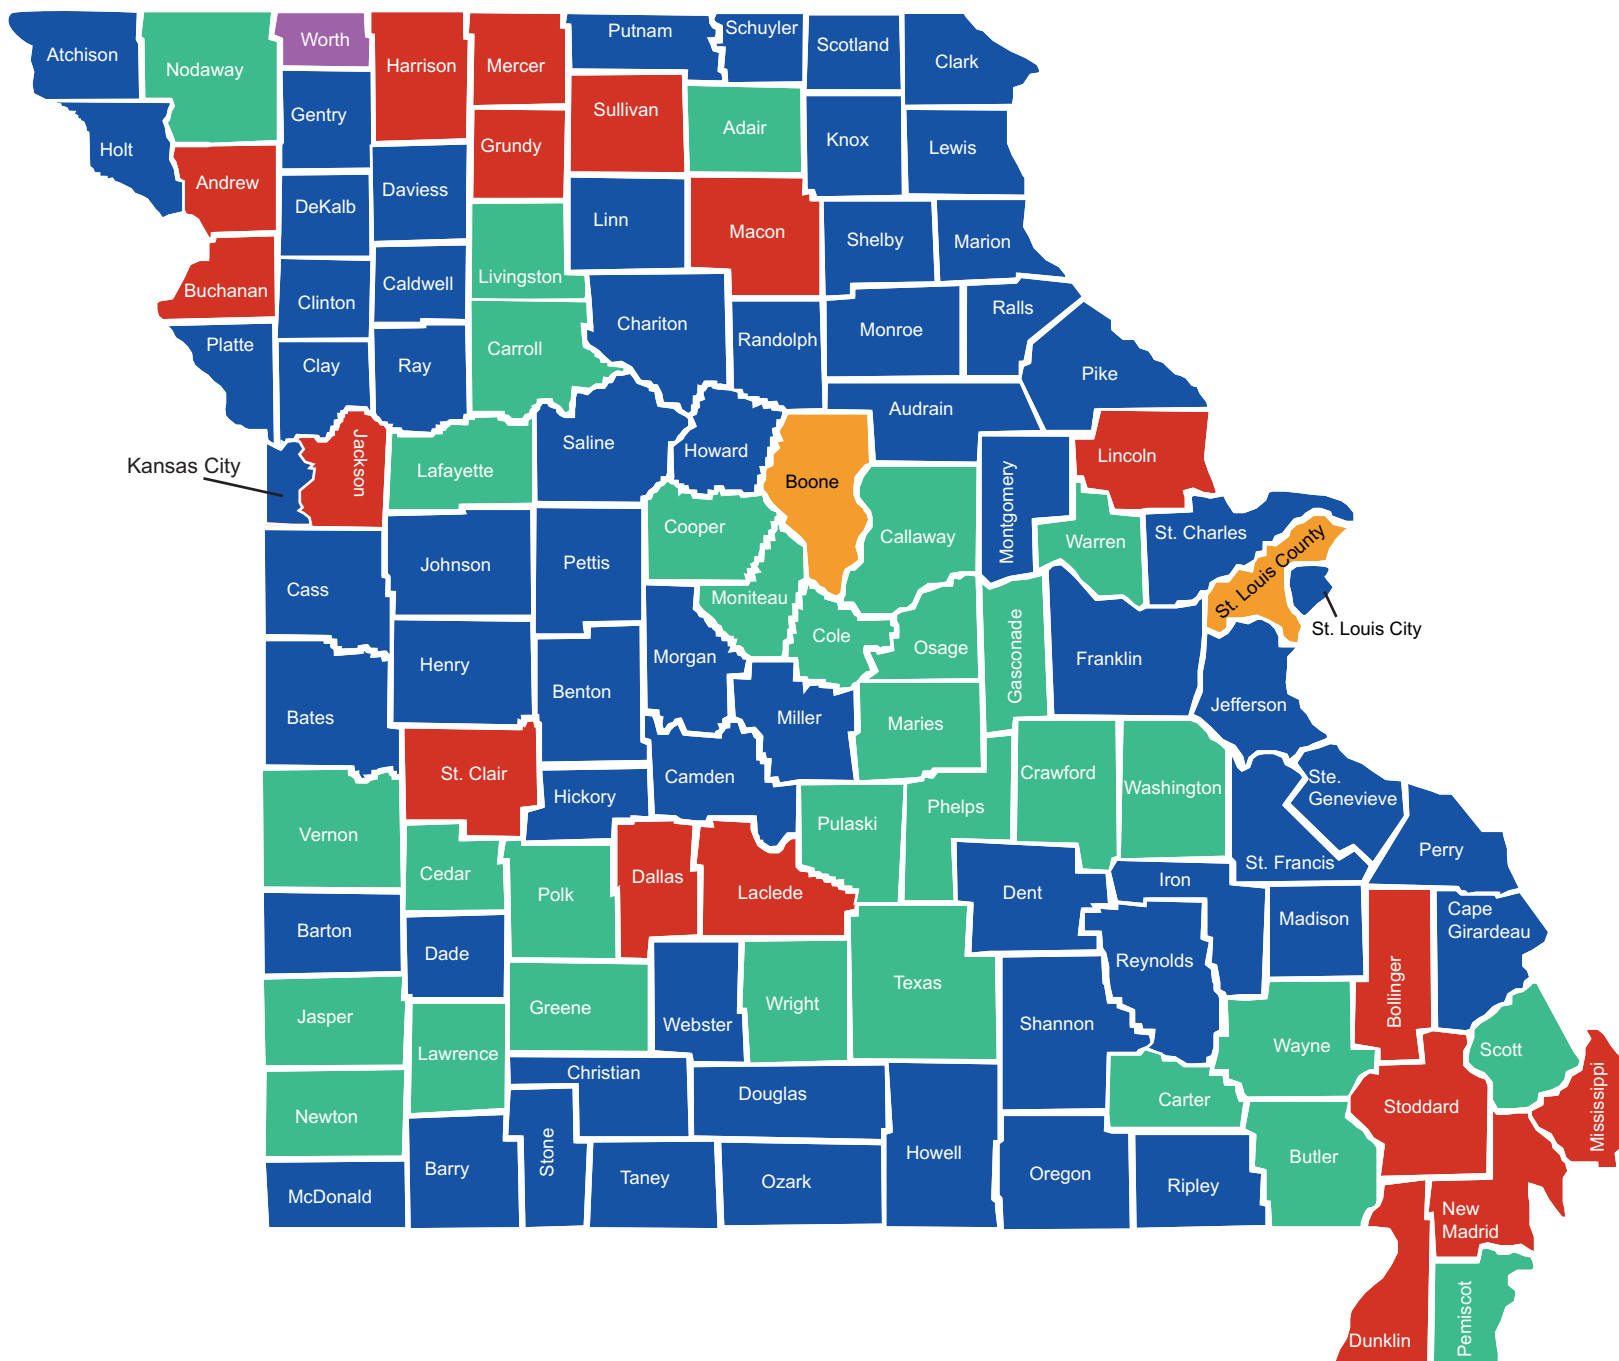 Atchison
Nodaway
Worth
Harrison
Mercer
Putnam
Schuyler
Scotland
Clark
Holt
Andrew
Gentry
Daviess
Grundy
Sullivan
Adair
Knox
Lewis
DeKalb
Buchanan
Clinton
Caldwell
Livingston
Linn
Macon
Shelby
Marion
Platte
Clay
Ray
Carroll
Chariton
Randolph
Monroe
Ralls
Pike
Audrain
Kansas City
Jackson
Lafayette
Saline
Howard
Boone
Callaway
Montgomery
Lincoln
Warren
St. Charles
St. Louis County
St. Louis City
Cass
Johnson
Pettis
Cooper
Moniteau
Cole
Osage
Gasconade
Franklin
Jefferson
Bates
Henry
Benton
Morgan
Miller
Maries
Camden
St. Clair
Hickory
Vernon
Cedar
Polk
Dallas
Laclede
Pulaski
Phelps
Crawford
Washington
Ste.
Genevieve
St. Francis
Perry
Dent
Iron
Madison
Cape
Girardeau
Bollinger
Reynolds
Barton
Dade
Jasper
Greene
Webster
Wright
Texas
Shannon
Wayne
Scott
Mississippi
Lawrence
Christian
Douglas
Newton
Stone
Howell
Carter
Stoddard
Butler
McDonald
Barry
Taney
Ozark
Oregon
Ripley
New
Madrid
Dunklin
Pemiscot